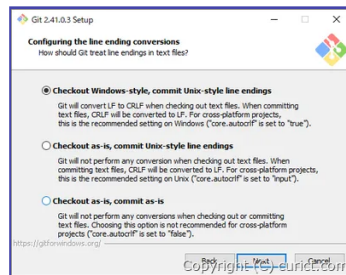 Git 2.41.0.3 Setup
Configuring the line ending conversions
How should Git treat line endings in text files?
Checkout Windows-style, commit Unix-style line endings
Git will convert LF to CRLF when checking out text files. When committing
text files, CRLF will be converted to LF. For cross-platform projects,
this is the recommended setting on Windows ("core.autocrlf" is set to "true").
Checkout as-is, commit Unix-style line endings
Git will not perform any conversion when checking out text files. When
committing text files, CRLF will be converted to LF. For cross-platform projects,
this is the recommended setting on Unix ("core.autocrlf" is set to "input").
Checkout as-is, commit as-is
Git will not perform any conversions when checking out or committing
text files. Choosing this option is not recommended for cross-platform
projects ("core.autocrlf" is set to "false").
https://gitforwindows.org/
Back Next Cancel
Copyright (C) eurict.com